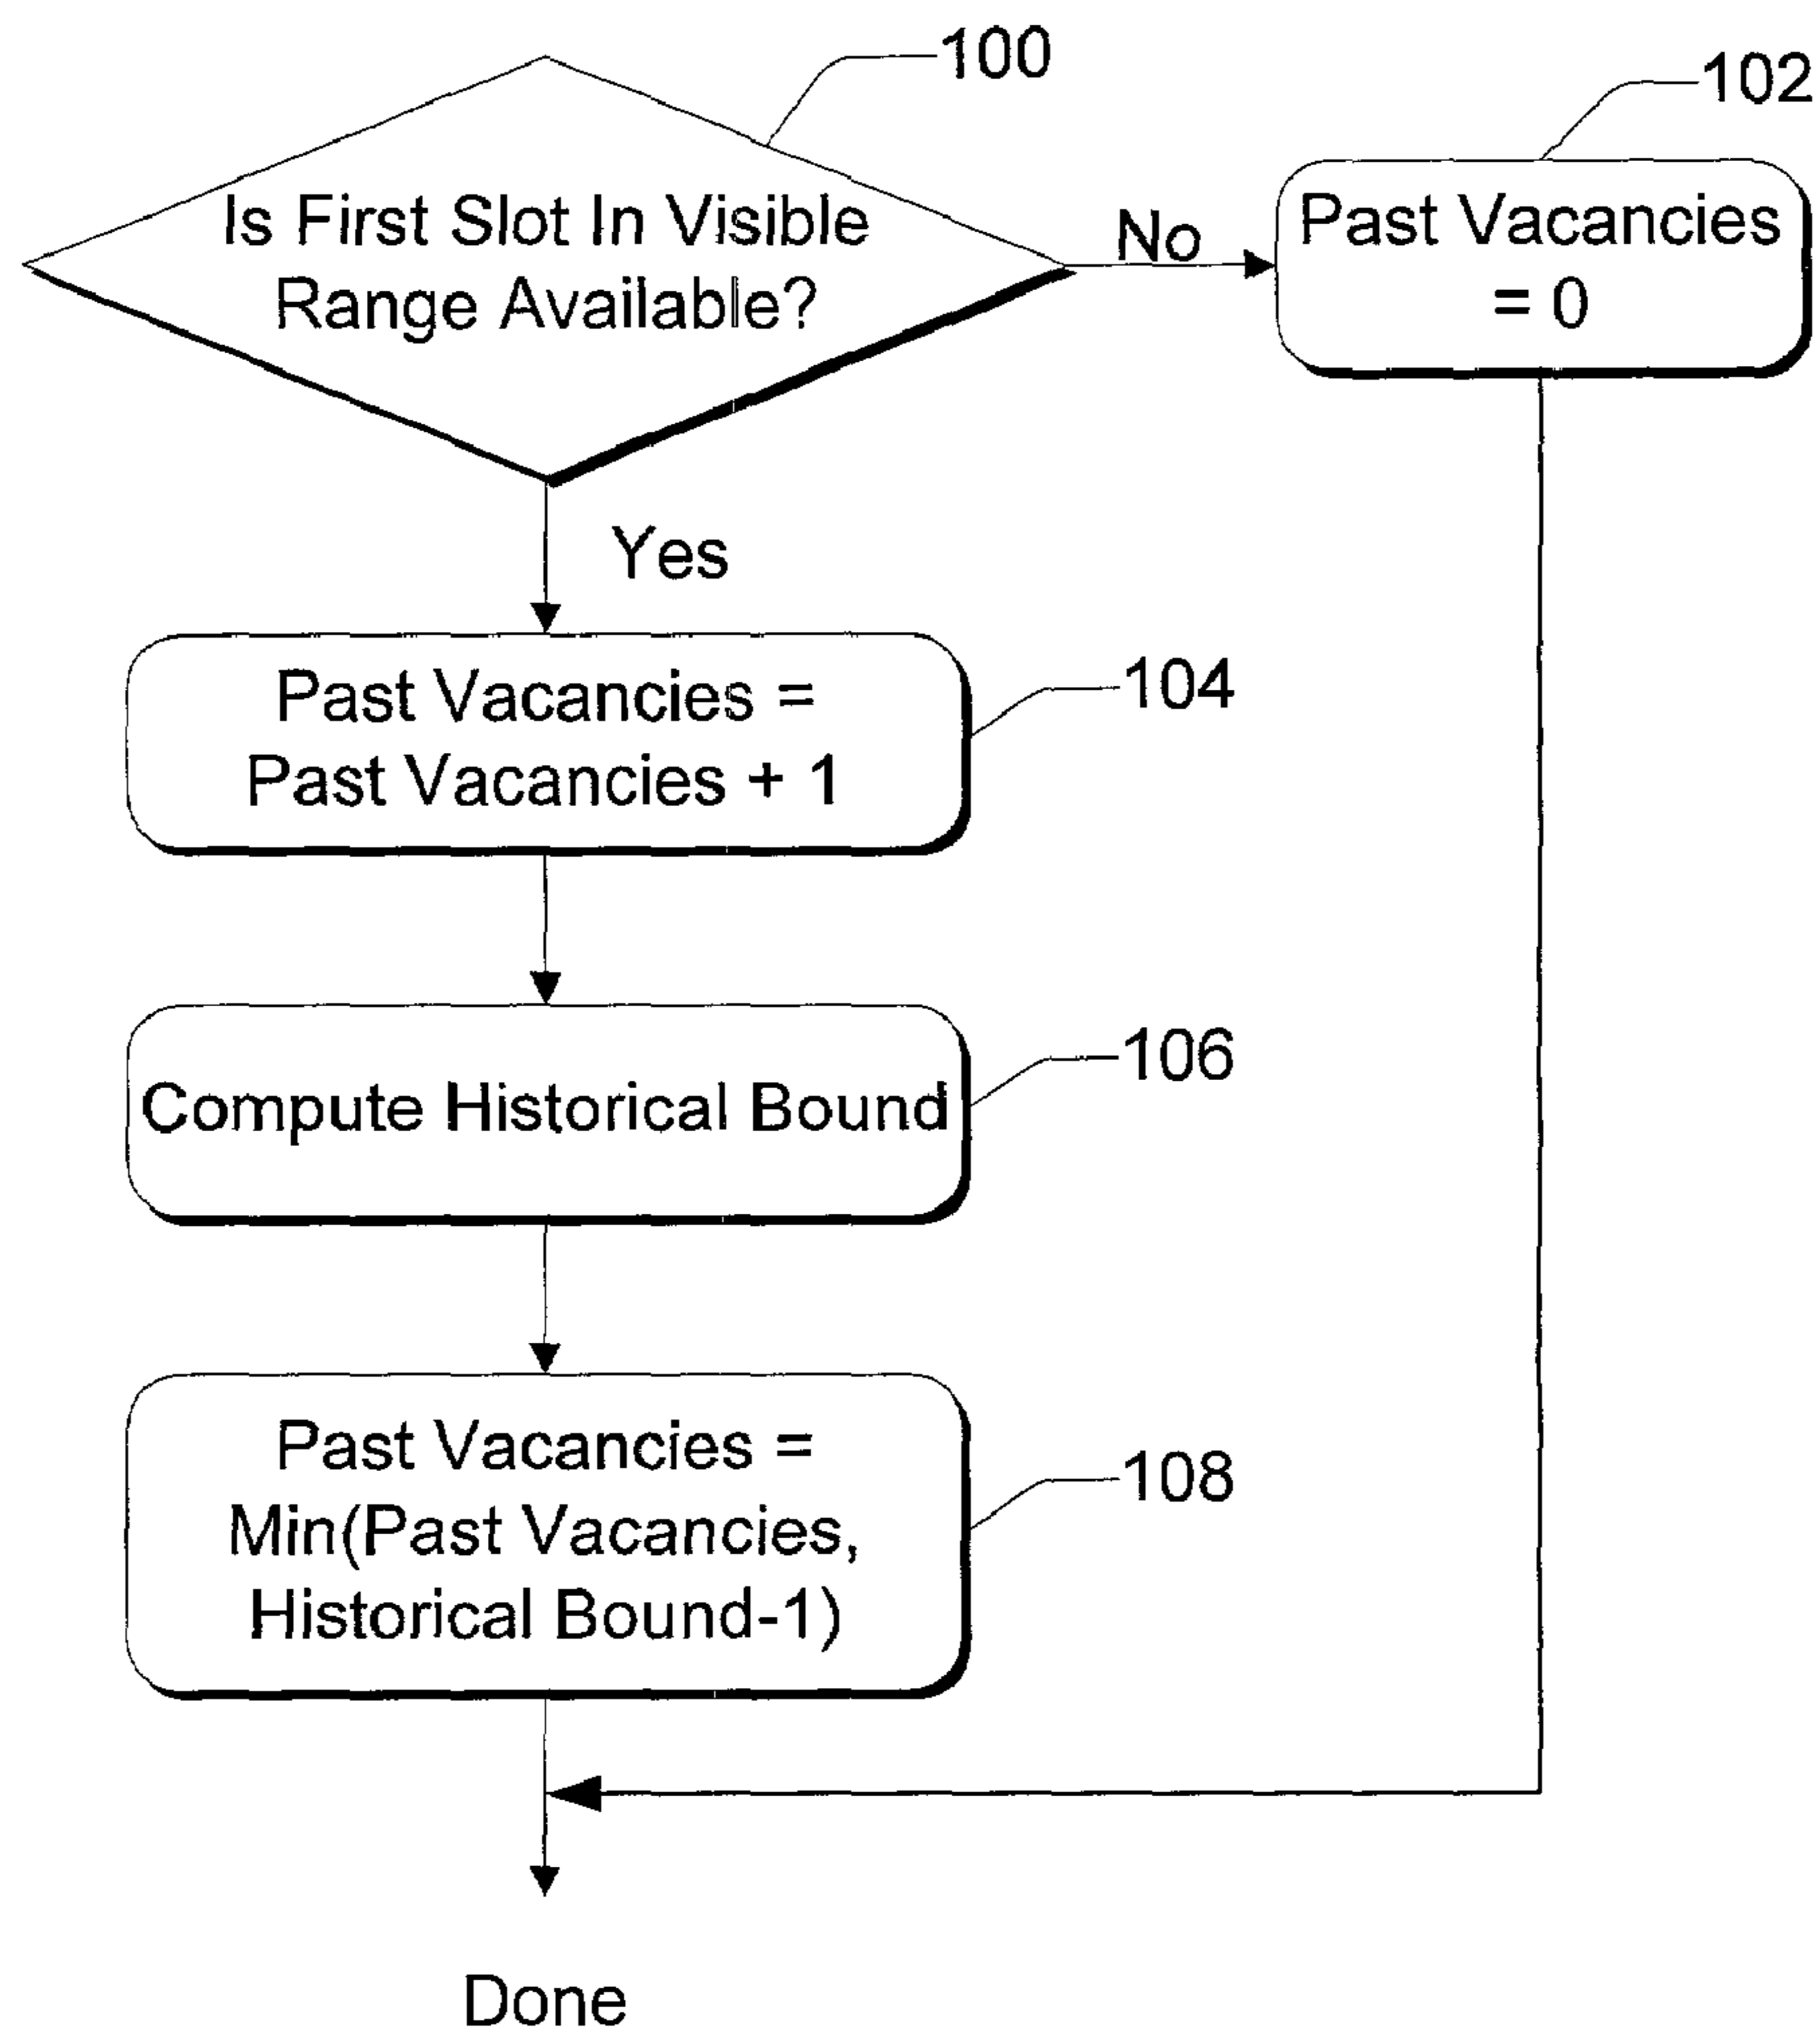 100
102
Is First Slot In Visible
Range Available?
No
Past Vacancies
= 0
Yes
Past Vacancies =
Past Vacancies + 1
104
Compute Historical Bound
106
Past Vacancies =
Min(Past Vacancies,
Historical Bound-1)
108
Done